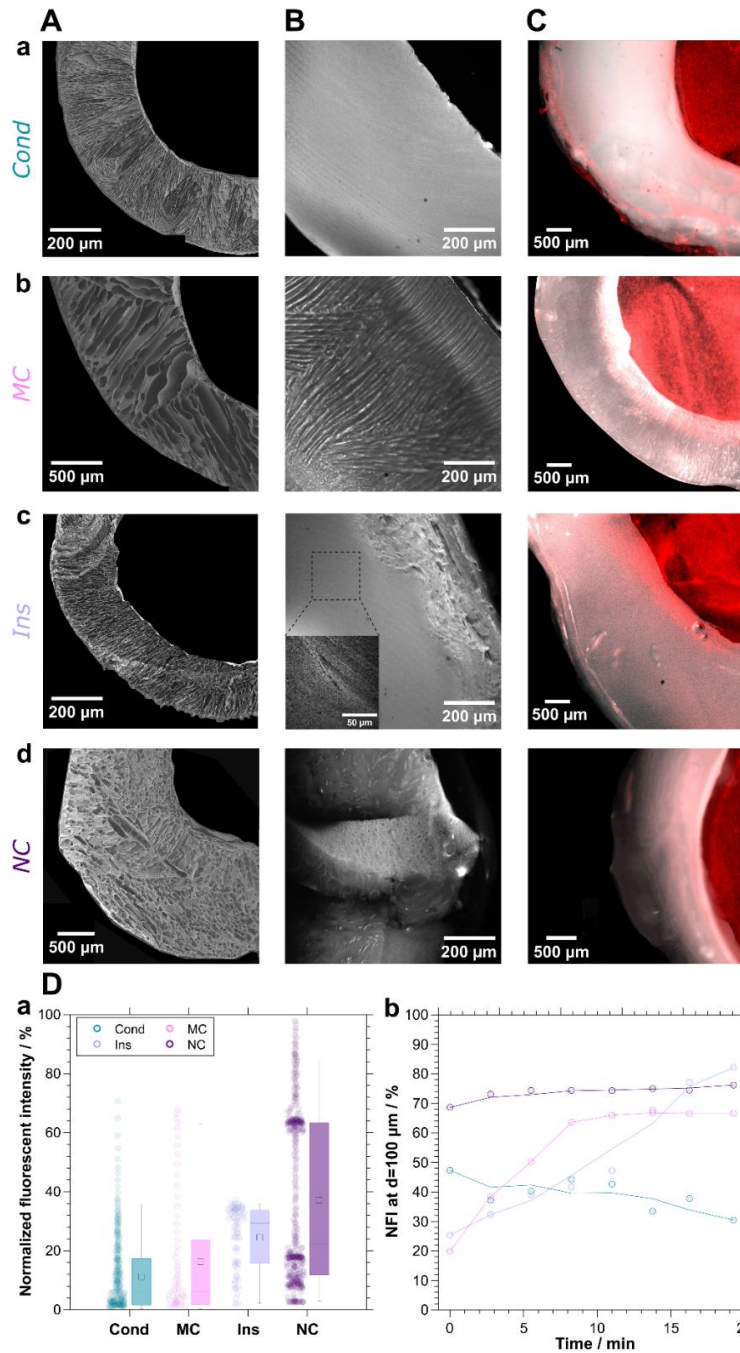 A B C
a
Cond
200 µm 200 µm 500 µm
b
MC
500 µm 200 µm 500 µm
c
Ins
50 µm
200 µm 200 µm 500 µm
d
NC
500 µm 200 µm 500 µm
D
a b
Normalized fluorescent intensity / %
100
80
60
40
20
0
Cond MC
Ins NC
Cond MC Ins NC
NFI at d=100 µm / %
100
90
80
70
60
50
40
30
20
10
0
0 5 10 15
Time / min